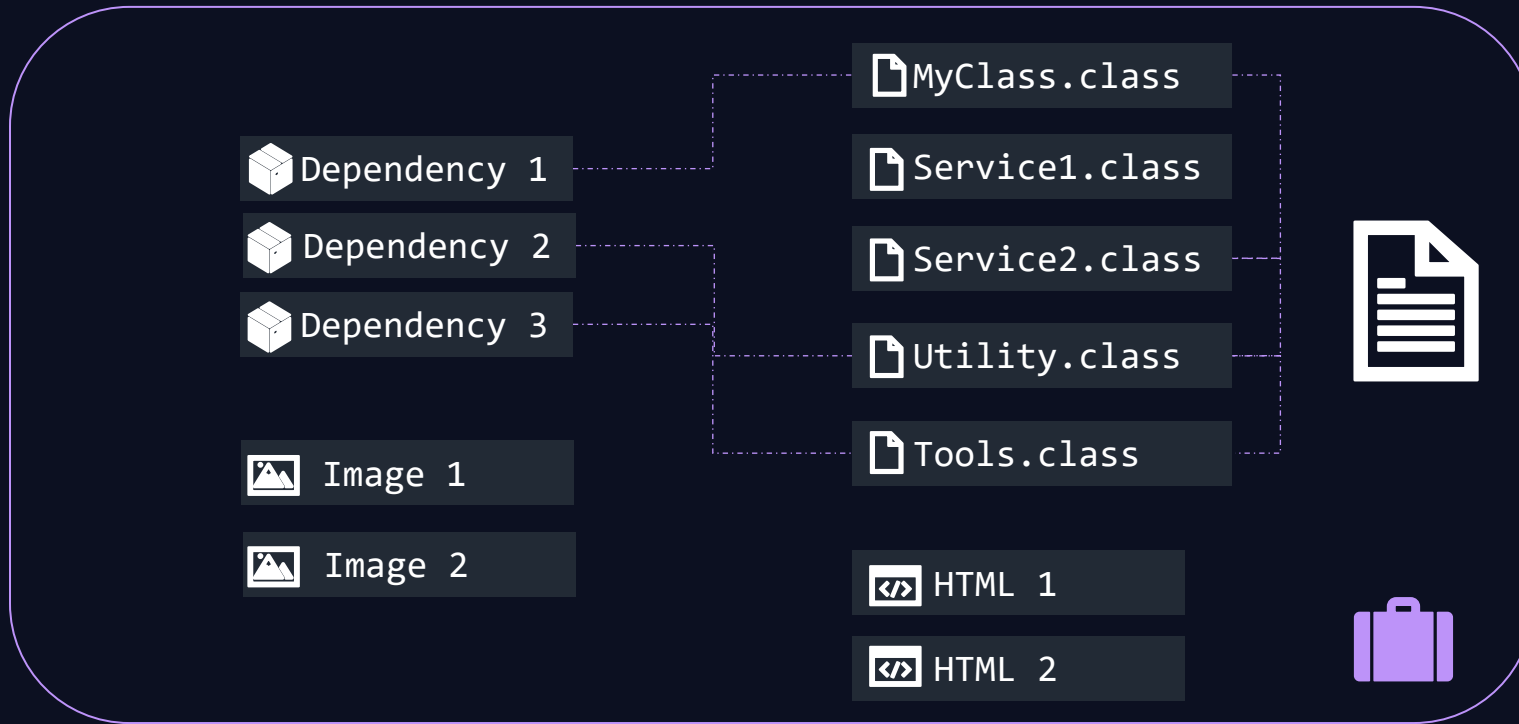 Dependency 1
Dependency 2
Dependency 3
Image 1
Image 2
MyClass.class
Service1.class
Service2.class
Utility.class
Tools.class
HTML 1
HTML 2